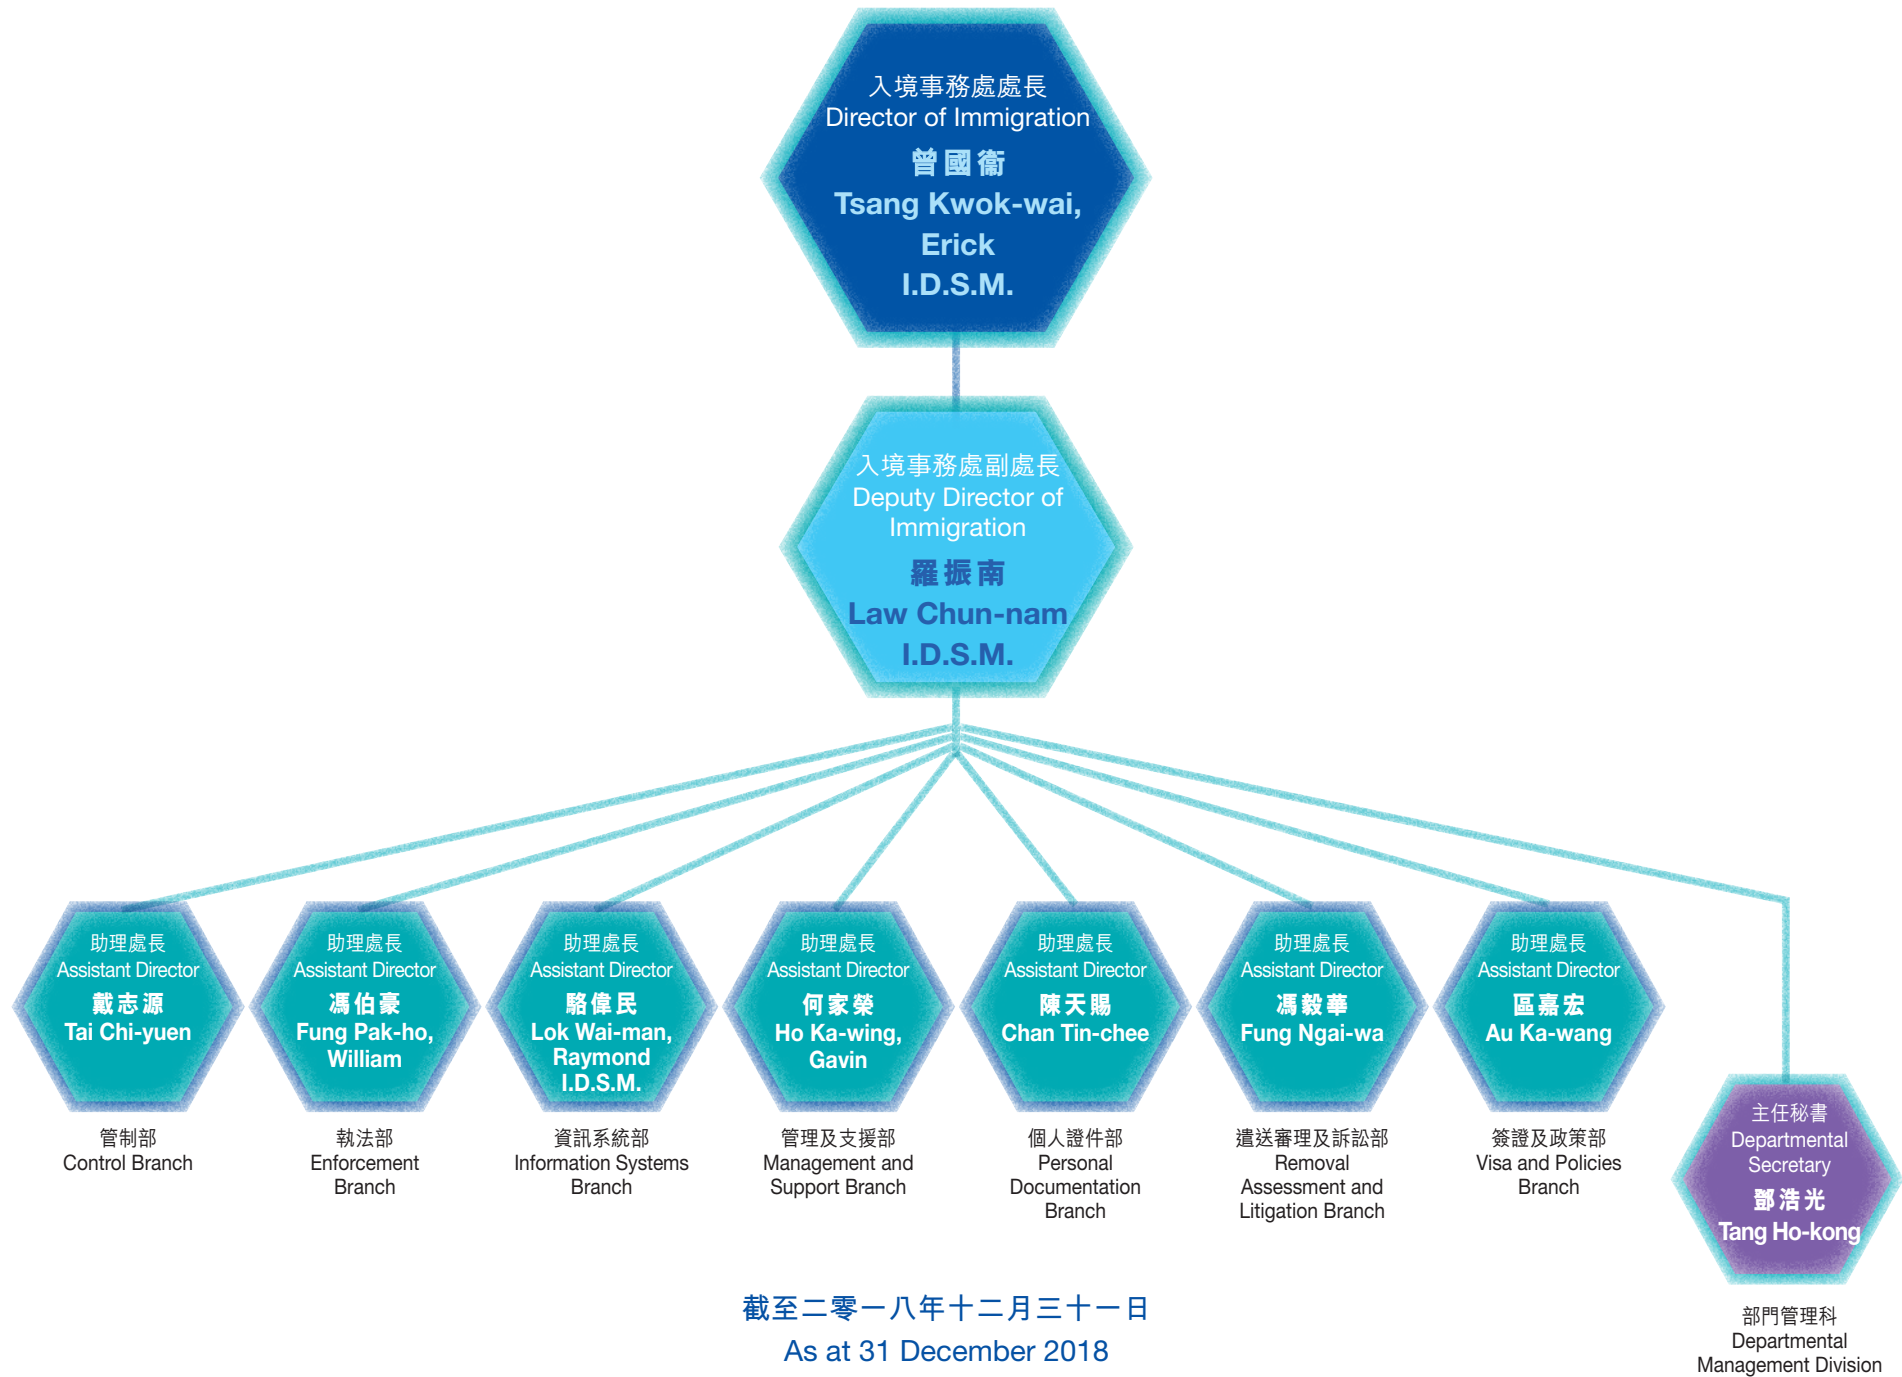 入境事務處處長
Director of Immigration
曾國衞
Tsang Kwok-wai,
Erick
I.D.S.M.
入境事務處副處長
Deputy Director of
Immigration
羅振南
Law Chun-nam
I.D.S.M.
助理處長
Assistant Director
戴志源
Tai Chi-yuen
管制部
Control Branch
助理處長
Assistant Director
馮伯豪
Fung Pak-ho,
William
執法部
Enforcement
Branch
助理處長
Assistant Director
駱偉民
Lok Wai-man,
Raymond
I.D.S.M.
資訊系統部
Information Systems
Branch
助理處長
Assistant Director
何家榮
Ho Ka-wing,
Gavin
管理及支援部
Management and
Support Branch
助理處長
Assistant Director
陳天賜
Chan Tin-chee
個人證件部
Personal
Documentation
Branch
助理處長
Assistant Director
馮毅華
Fung Ngai-wa
遣送審理及訴訟部
Removal
Assessment and
Litigation Branch
助理處長
Assistant Director
區嘉宏
Au Ka-wang
簽證及政策部
Visa and Policies
Branch
主任秘書
Departmental
Secretary
鄧浩光
Tang Ho-kong
部門管理科
Departmental
Management Division
截至二零一八年十二月三十一日
As at 31 December 2018